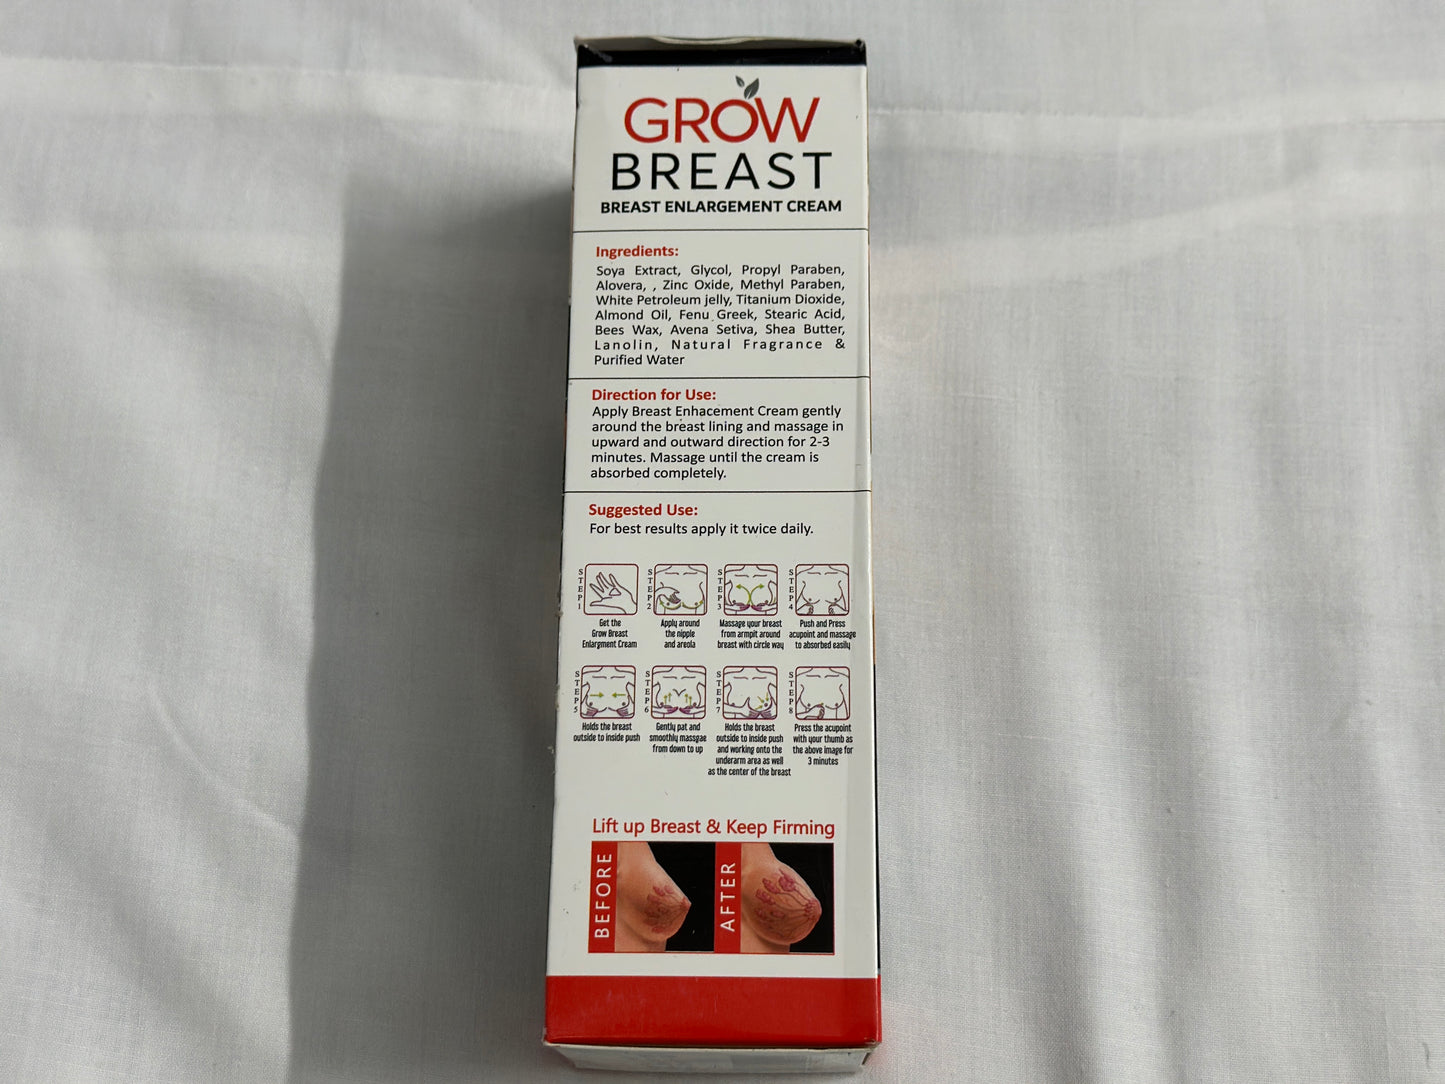 GROW
BREAST
BREAST ENLARGEMENT CREAM
Ingredients:
Soya Extract, Glycol, Propyl Paraben,
Alovera, , Zinc Oxide, Methyl Paraben,
White Petroleum jelly, Titanium Dioxide,
Almond Oil, Fenu Greek, Stearic Acid,
Bees Wax, Avena Setiva, Shea Butter,
Lanolin, Natural Fragrance &
Purified Water
Direction for Use:
Apply Breast Enhacement Cream gently
around the breast lining and massage in
upward and outward direction for 2-3
minutes. Massage until the cream is
absorbed completely.
Suggested Use:
For best results apply it twice daily.
STEP1
Get the
Grow Breast
Enlargment Cream
STEP2
Apply around
the nipple
and areola
STEP3
Massage your breast
from armpit around
breast with circle way
STEP4
Push and Press
acupoint and massage
to absorbed easily
STEP5
Holds the breast
outside to inside push
STEP6
Gently pat and
smoothly massgae
from down to up
STEP7
Holds the breast
outside to inside push
and working onto the
underarm area as well
as the center of the breast
STEP8
Press the acupoint
with your thumb as
the above image for
3 minutes
Lift up Breast & Keep Firming
BEFORE
AFTER